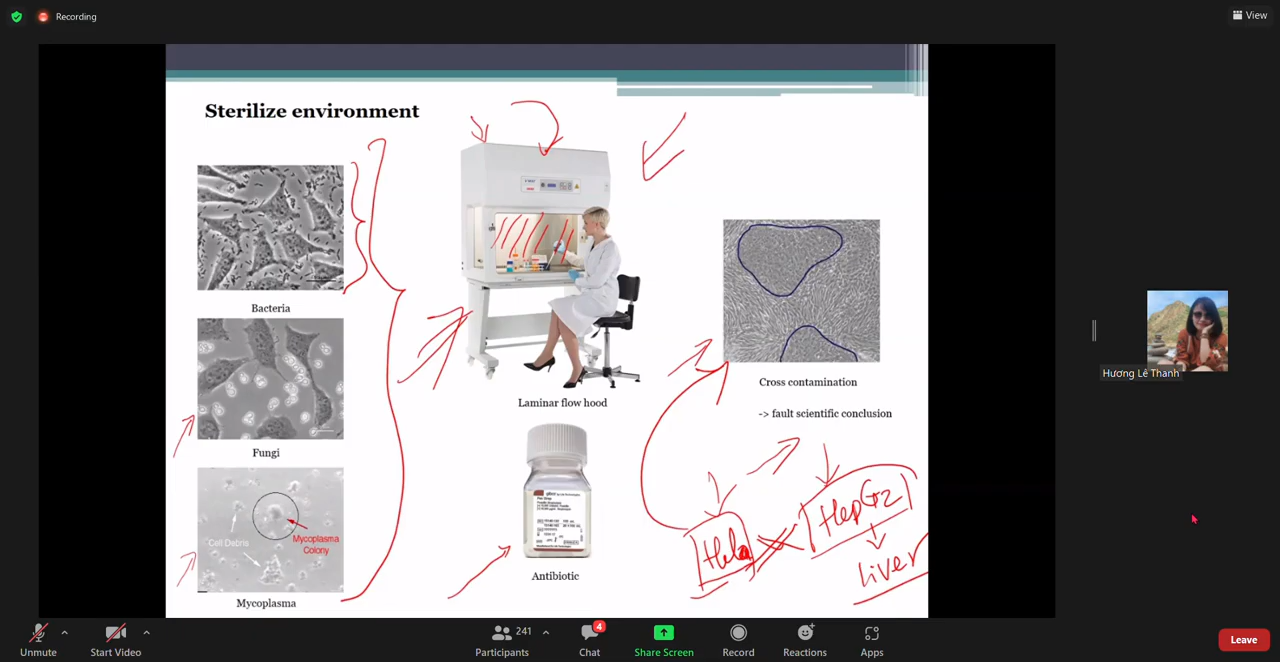 Recording
View
Sterilize environment
Bacteria
Fungi
Cell Debris
Mycoplasma
Colony
Mycoplasma
Laminar flow hood
Antibiotic
Cross contamination
-> fault scientific conclusion
Hela
HepG2
liver
Hương Lê Thanh
Unmute
Start Video
241
Participants
4
Chat
Share Screen
Record
Reactions
Apps
Leave